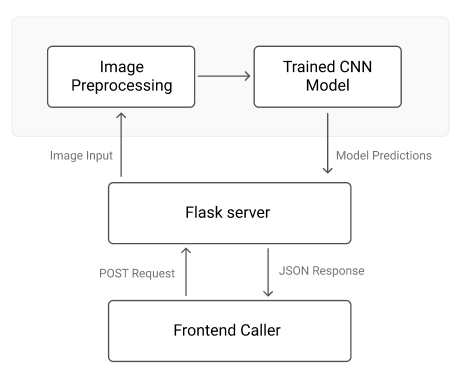 Image
Preprocessing
Trained CNN
Model
Image Input
Model Predictions
Flask server
POST Request
JSON Response
Frontend Caller